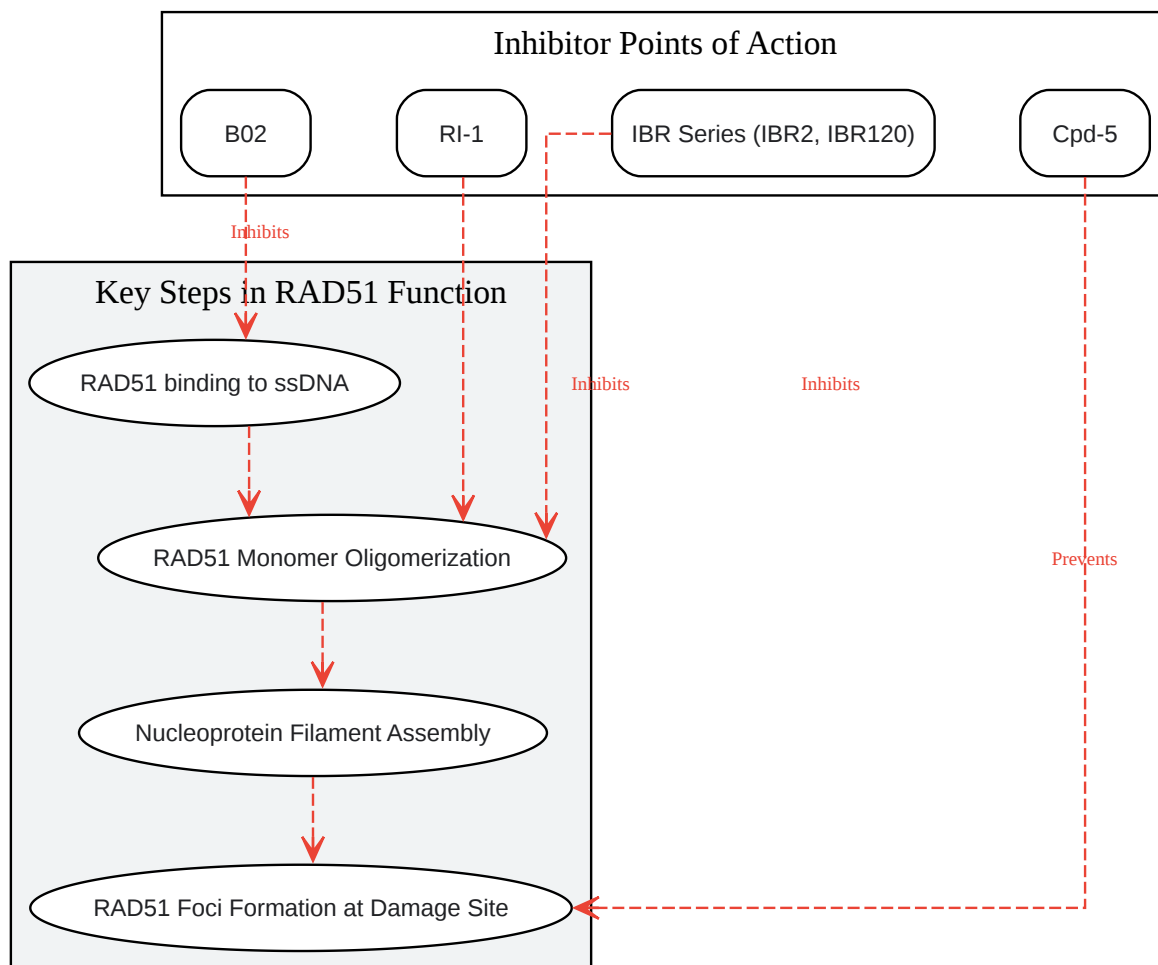 Inhibitor Points of Action
B02
RI-1
IBR Series (IBR2, IBR120)
Cpd-5
Inhibits
Key Steps in RAD51 Function
RAD51 binding to ssDNA
Inhibits
Inhibits
RAD51 Monomer Oligomerization
Prevents
Nucleoprotein Filament Assembly
RAD51 Foci Formation at Damage Site